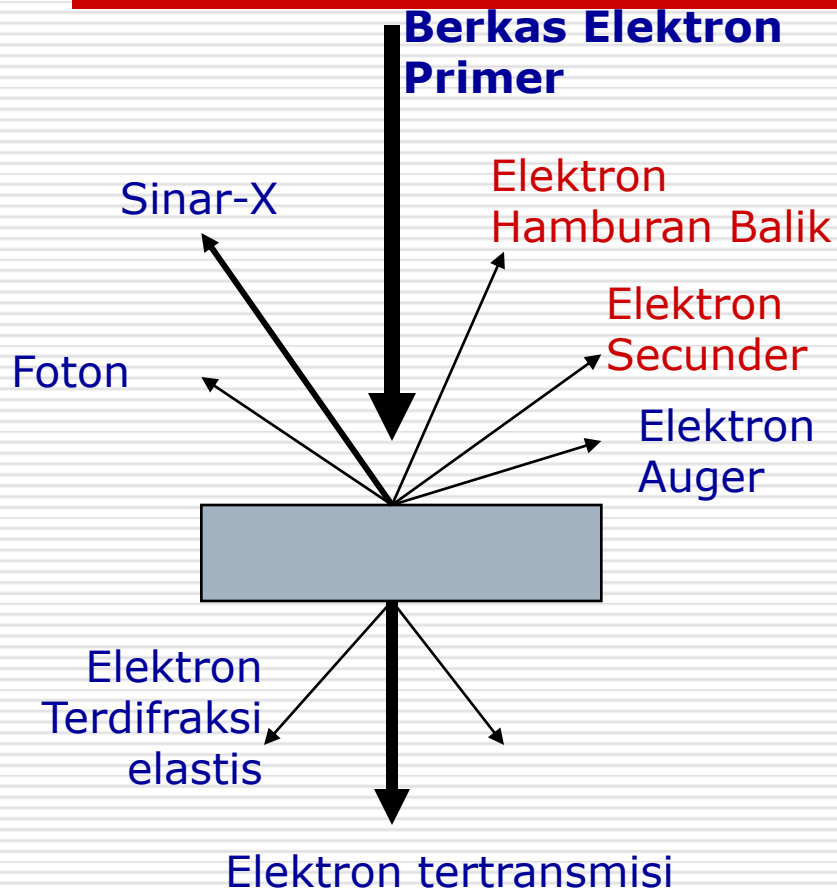 Berkas Elektron
Primer
Sinar-X
Elektron
Hamburan Balik
Elektron
Secunder
Foton
Elektron
Auger
Elektron
Terdifraksi
elastis
Elektron tertransmisi